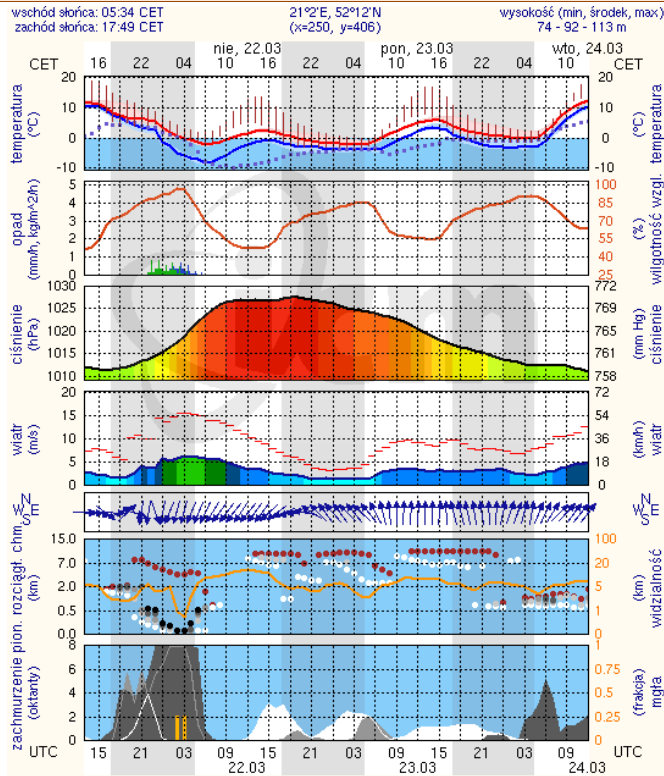 wschód słońca: 05:34 CET
zachód słońca: 17:49 CET
21°2'E, 52°12'N
(x=250, y=406)
wysokość (min, środek, max)
74 - 92 - 113 m
nie, 22.03 pon, 23.03 wto, 24.03
CET 16 22 04 10 16 22 04 10 16 22 04 10 CET
temperatura
(°C)
20
10
0
-10
20
10
0
-10
temperatura
(°C)
opad
(mm/h, kg/m^2/h)
5
4
3
2
1
0
100
85
70
55
40
25
(%)
wilgotność wzgl.
ciśnienie
(hPa)
1030
1025
1020
1015
1010
772
769
765
761
758
(mm Hg)
ciśnienie
wiatr
(m/s)
20
15
10
5
0
72
54
36
18
0
(km/h)
wiatr
N
W E
S
N
W E
S
pion. rozciągł. chm.
(km)
15.0
7.0
2.0
0.5
0.0
100
20
5
1
0
(km)
widzialność
zachmurzenie
(oktanty)
8
6
4
2
0
1
0.75
0.5
0.25
0
(frakcja)
mgła
UTC 15 21 03 09 15 21 03 09 15 21 03 09 UTC
22.03 23.03 24.03
icm